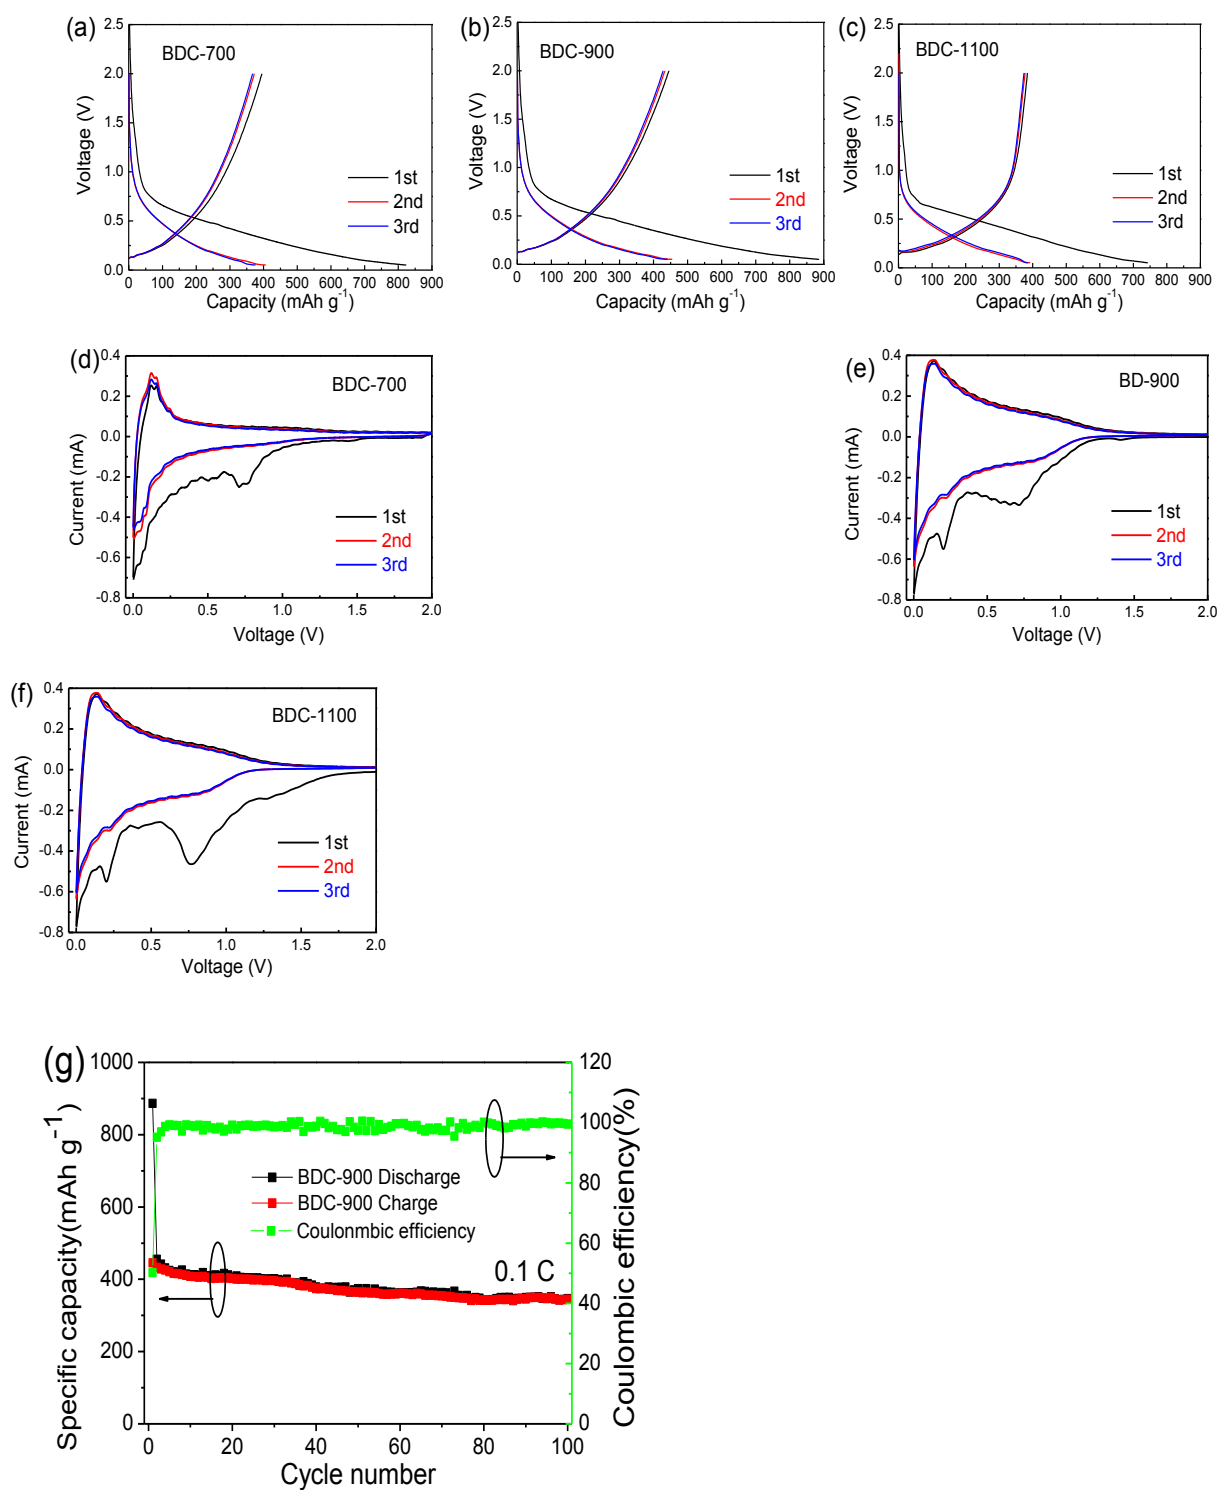 (a)
BDC-700
2.5
2.0
1.5
1.0
0.5
0.0
Voltage (V)
1st
2nd
3rd
0 100 200 300 400 500 600 700 800 900
Capacity (mAh g-1)
(b)
BDC-900
2.5
2.0
1.5
1.0
0.5
0.0
Voltage (V)
1st
2nd
3rd
0 100 200 300 400 500 600 700 800 900
Capacity (mAh g-1)
(c)
BDC-1100
2.5
2.0
1.5
1.0
0.5
0.0
Voltage (V)
1st
2nd
3rd
0 100 200 300 400 500 600 700 800 900
Capacity (mAh g-1)
(d)
BDC-700
0.4
0.2
0.0
-0.2
-0.4
-0.6
-0.8
Current (mA)
1st
2nd
3rd
0.0 0.5 1.0 1.5 2.0
Voltage (V)
(e)
BD-900
0.4
0.2
0.0
-0.2
-0.4
-0.6
-0.8
Current (mA)
1st
2nd
3rd
0.0 0.5 1.0 1.5 2.0
Voltage (V)
(f)
BDC-1100
0.4
0.2
0.0
-0.2
-0.4
-0.6
-0.8
Current (mA)
1st
2nd
3rd
0.0 0.5 1.0 1.5 2.0
Voltage (V)
(g)
1000
800
600
400
200
0
Specific capacity(mAh g-1)
BDC-900 Discharge
BDC-900 Charge
Coulonmbic efficiency
0.1 C
120
100
80
60
40
20
0
Coulombic efficiency(%)
0 20 40 60 80 100
Cycle number